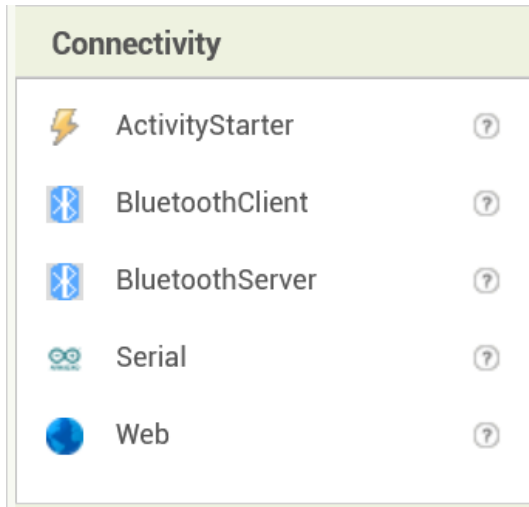 Connectivity
ActivityStarter ?
BluetoothClient ?
BluetoothServer ?
Serial ?
Web ?